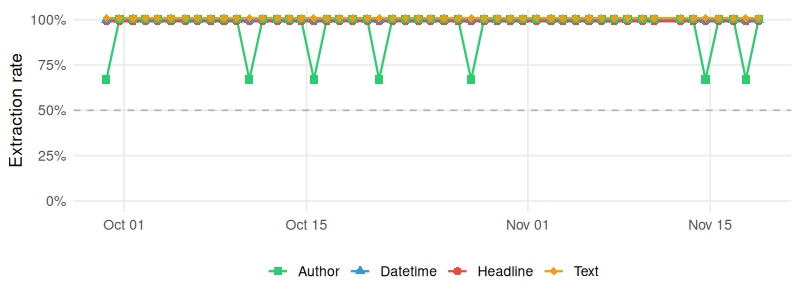 100%
75%
50%
25%
0%
Extraction rate
Oct 01 Oct 15 Nov 01 Nov 15
Author Datetime Headline Text